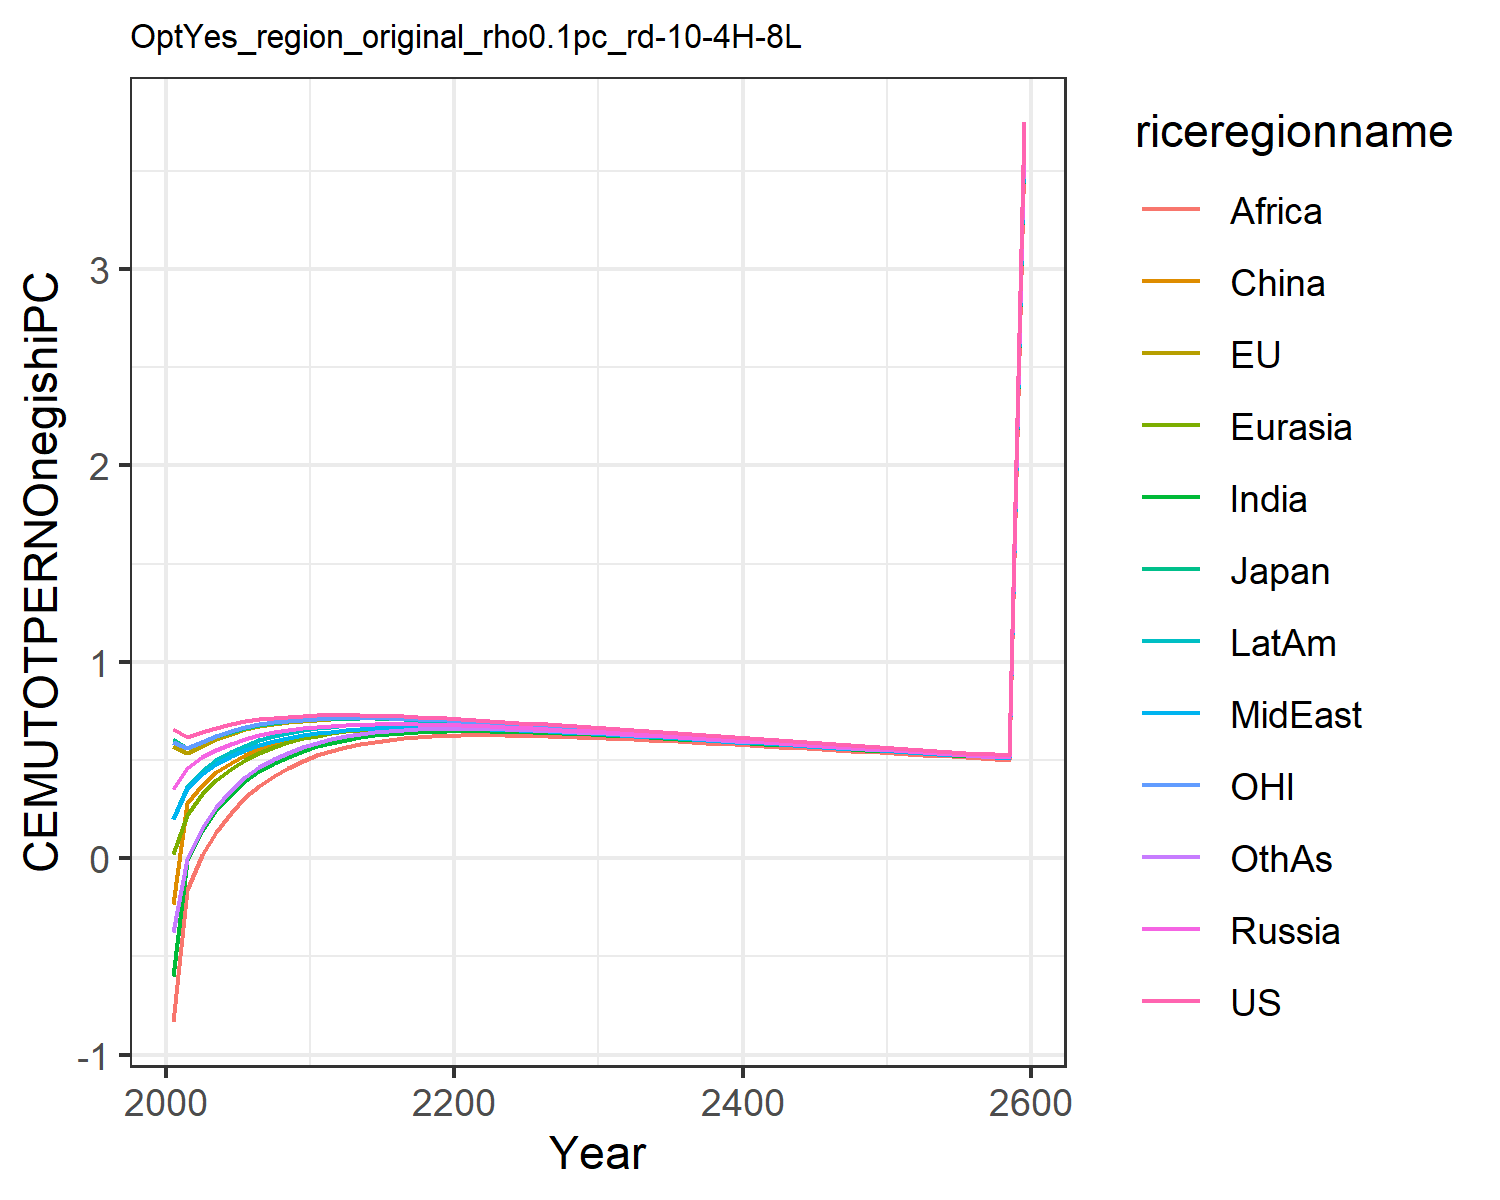 OptYes_region_original_rho0.1pc_rd-10-4H-8L
CEMUTOTPERNOnegishiPC
3
2
1
0
-1
2000
2200
2400
2600
Year
riceregionname
Africa
China
EU
Eurasia
India
Japan
LatAm
MidEast
OHI
OthAs
Russia
US